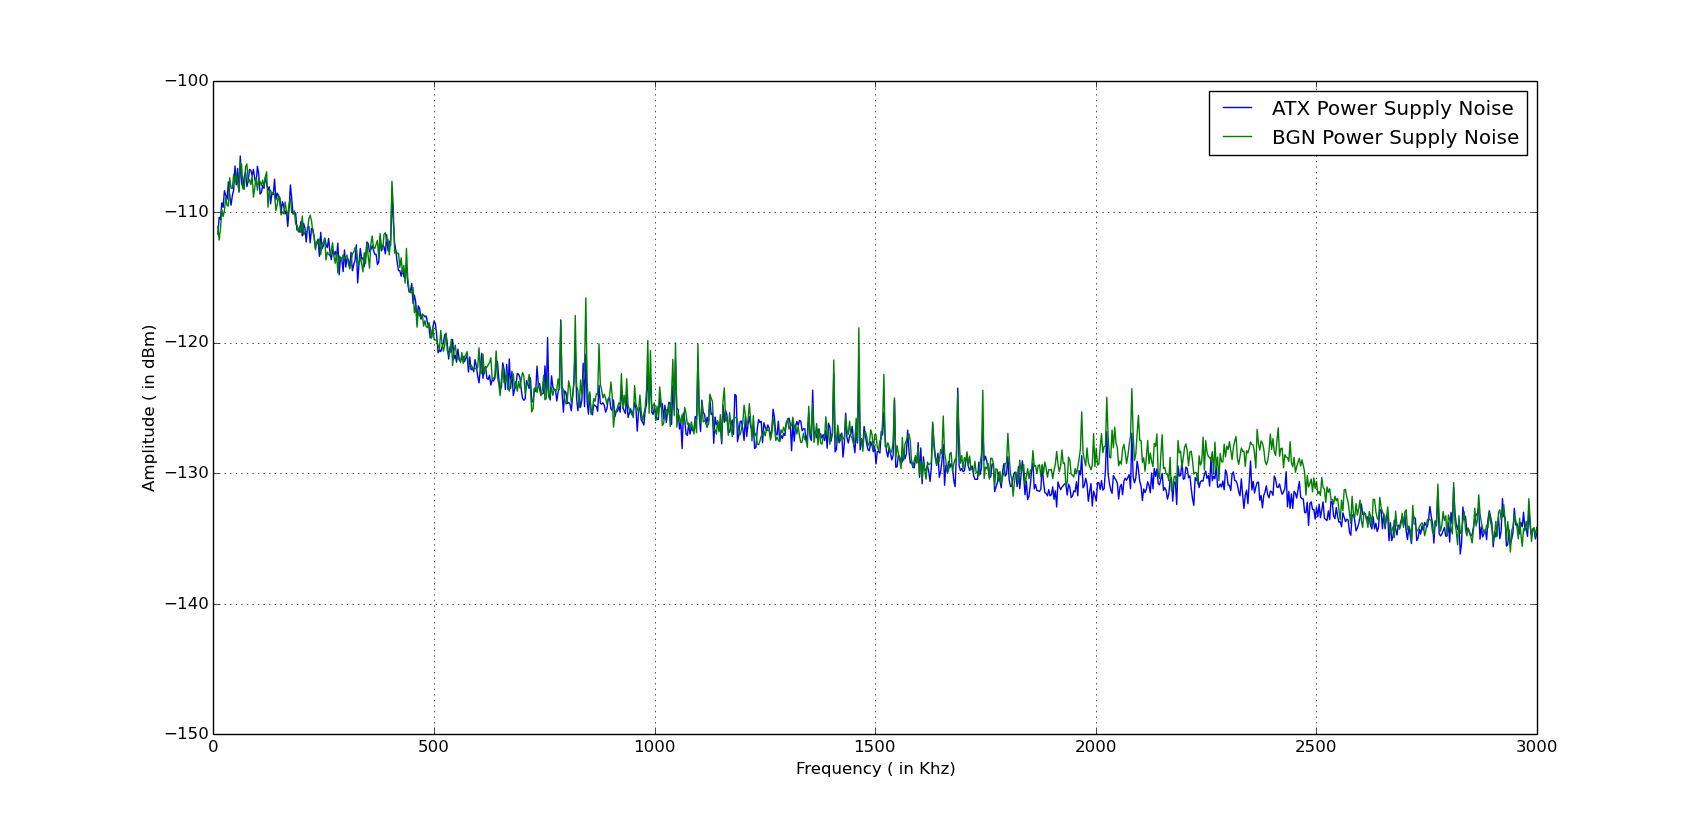 −100
ATX Power Supply Noise
BGN Power Supply Noise
−110
−120
Amplitude ( in dBm)
−130
−140
−150
0 500 1000 1500 2000 2500 3000
Frequency ( in Khz)